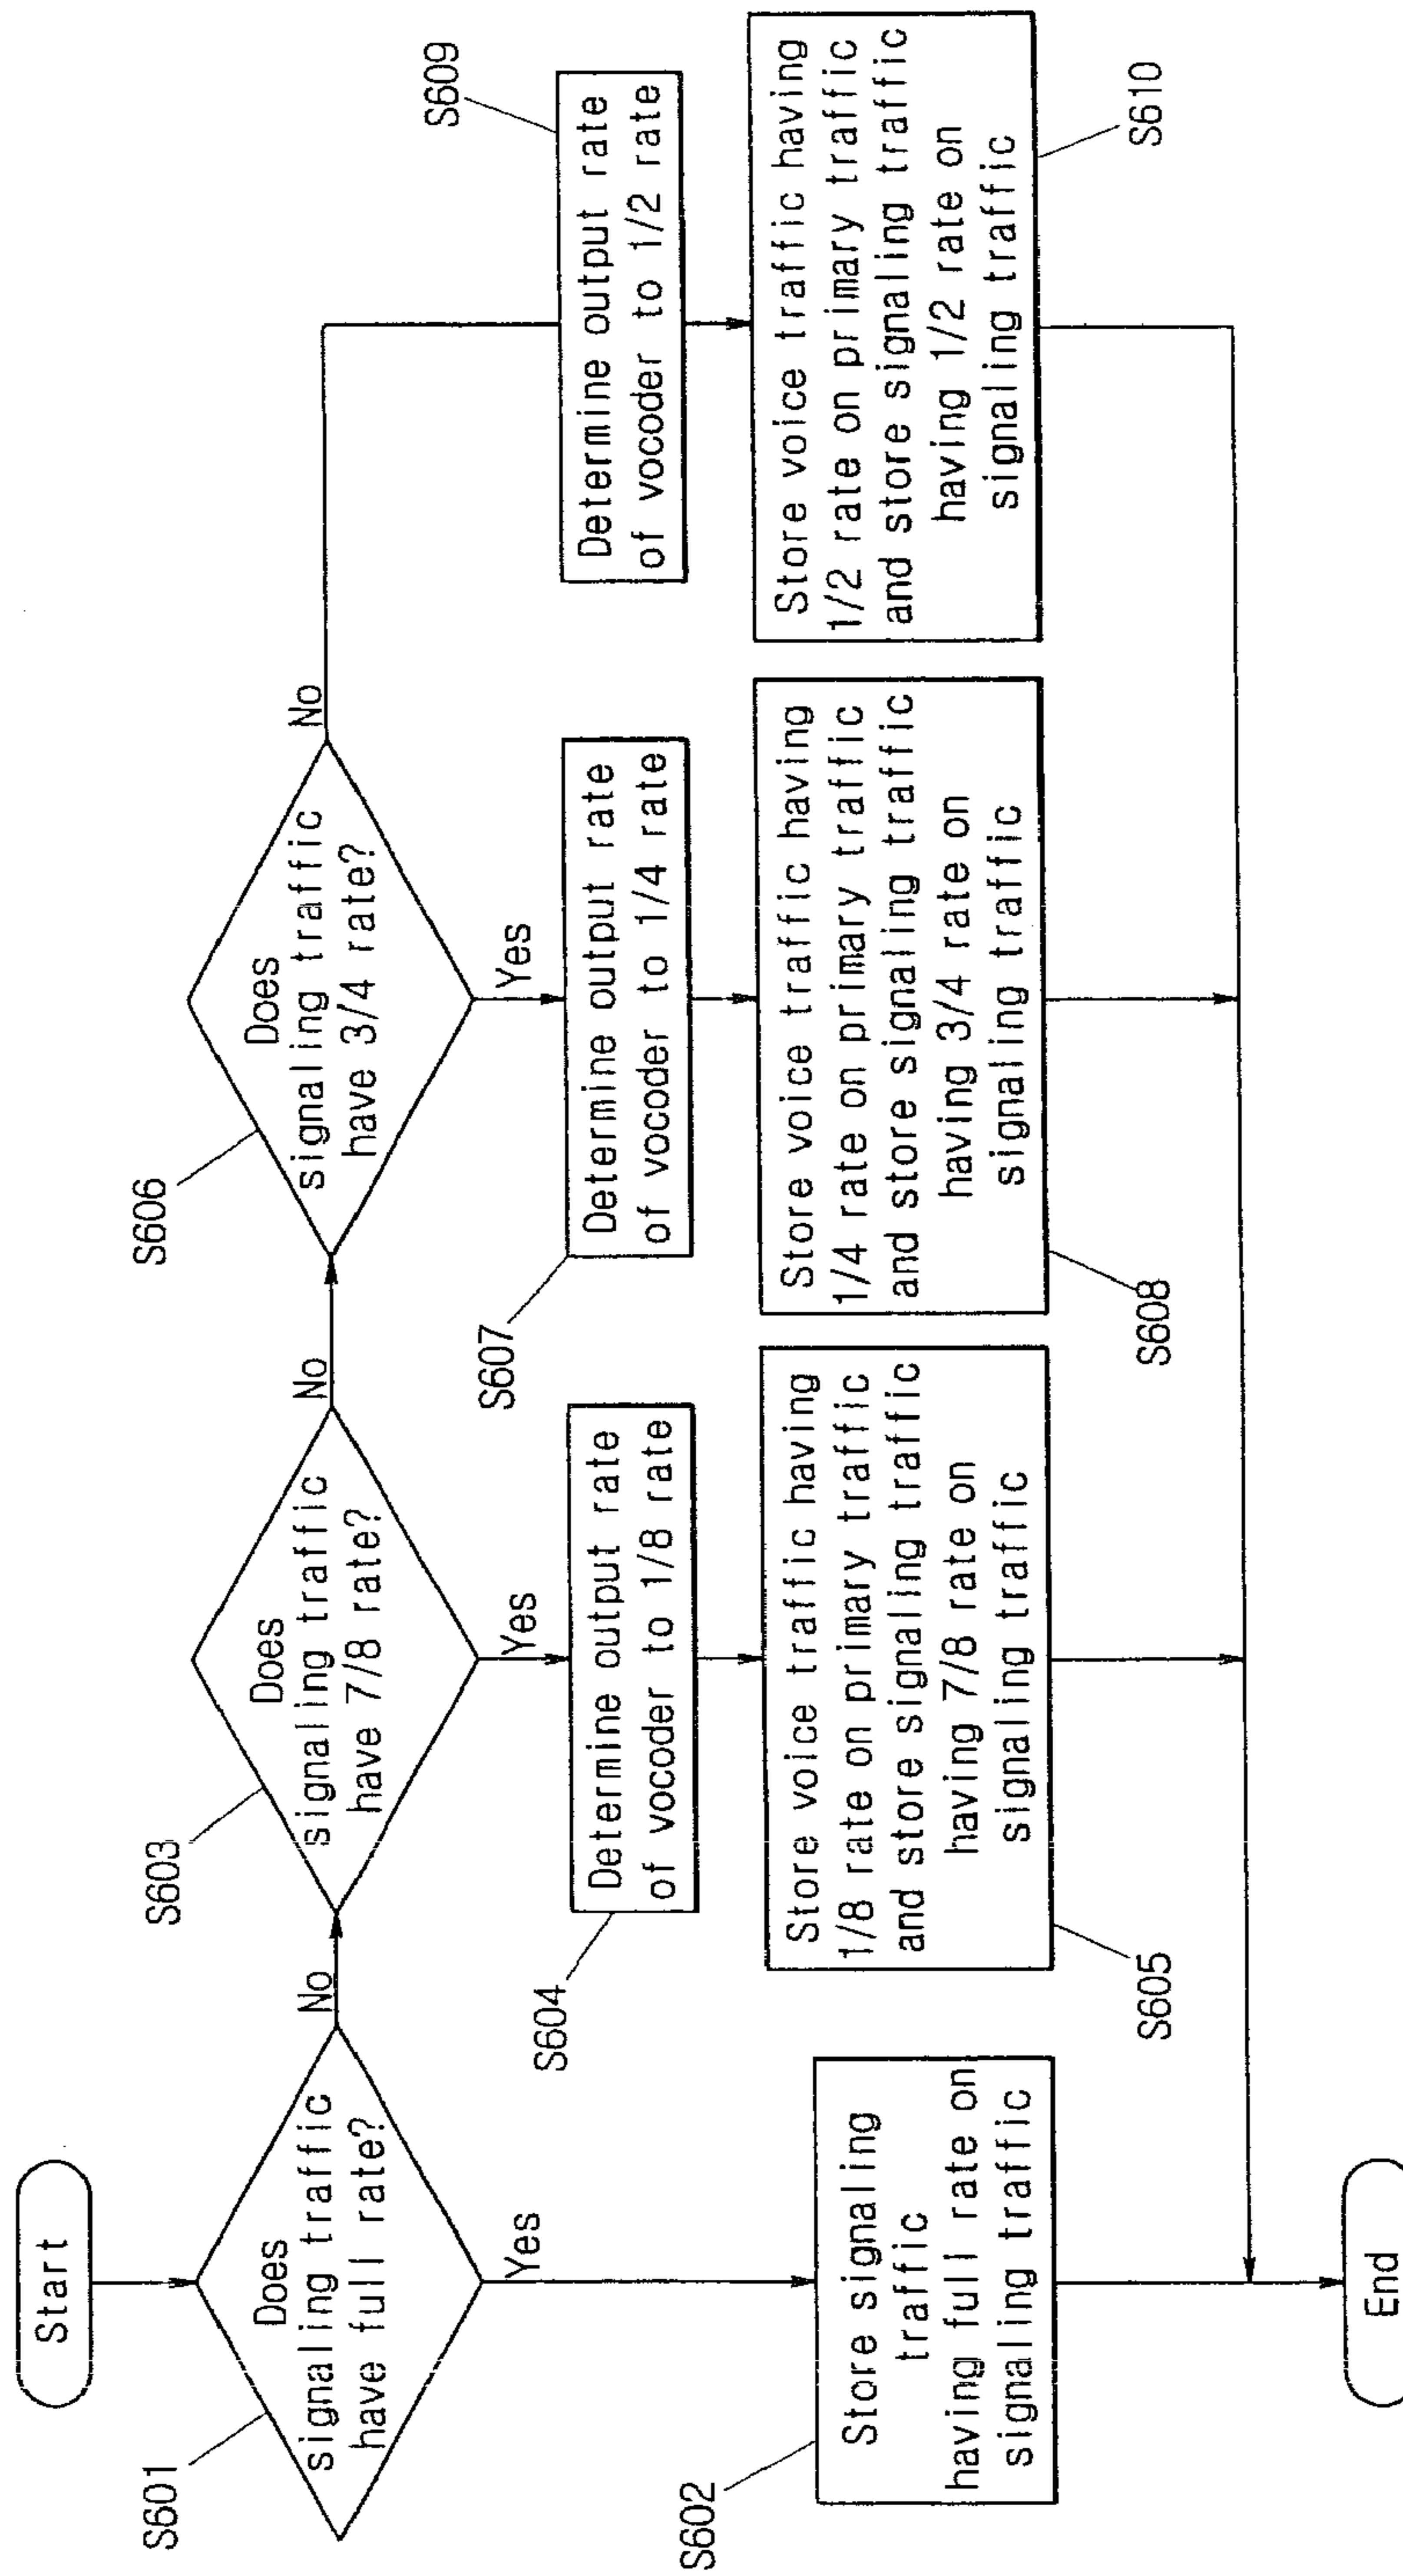 Start
S601
Does
signaling traffic
have full rate?
No
Yes
S602
Store signaling
traffic
having full rate on
signaling traffic
S603
Does
signaling traffic
have 7/8 rate?
No
Yes
S604
Determine output rate
of vocoder to 1/8 rate
Store voice traffic having
1/8 rate on primary traffic
and store signaling traffic
having 7/8 rate on
signaling traffic
S605
S606
Does
signaling traffic
have 3/4 rate?
No
Yes
S607
Determine output rate
of vocoder to 1/4 rate
Store voice traffic having
1/4 rate on primary traffic
and store signaling traffic
having 3/4 rate on
signaling traffic
S608
S609
Determine output rate
of vocoder to 1/2 rate
Store voice traffic having
1/2 rate on primary traffic
and store signaling traffic
having 1/2 rate on
signaling traffic
S610
End